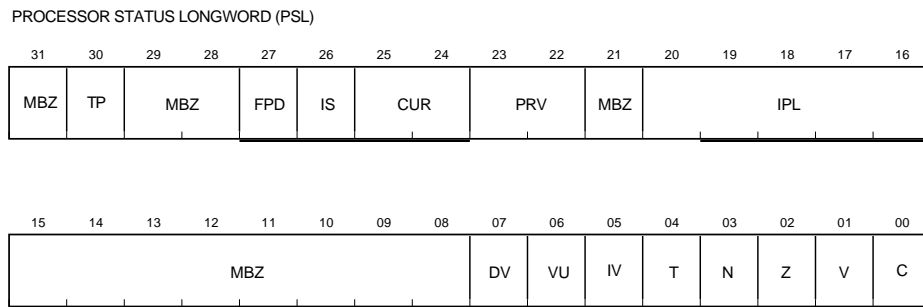 PROCESSOR STATUS LONGWORD (PSL)
31 30 29 28 27 26 25 24 23 22 21 20 19 18 17 16
MBZ TP MBZ FPD IS CUR PRV MBZ IPL
15 14 13 12 11 10 09 08 07 06 05 04 03 02 01 00
MBZ DV VU IV T N Z V C